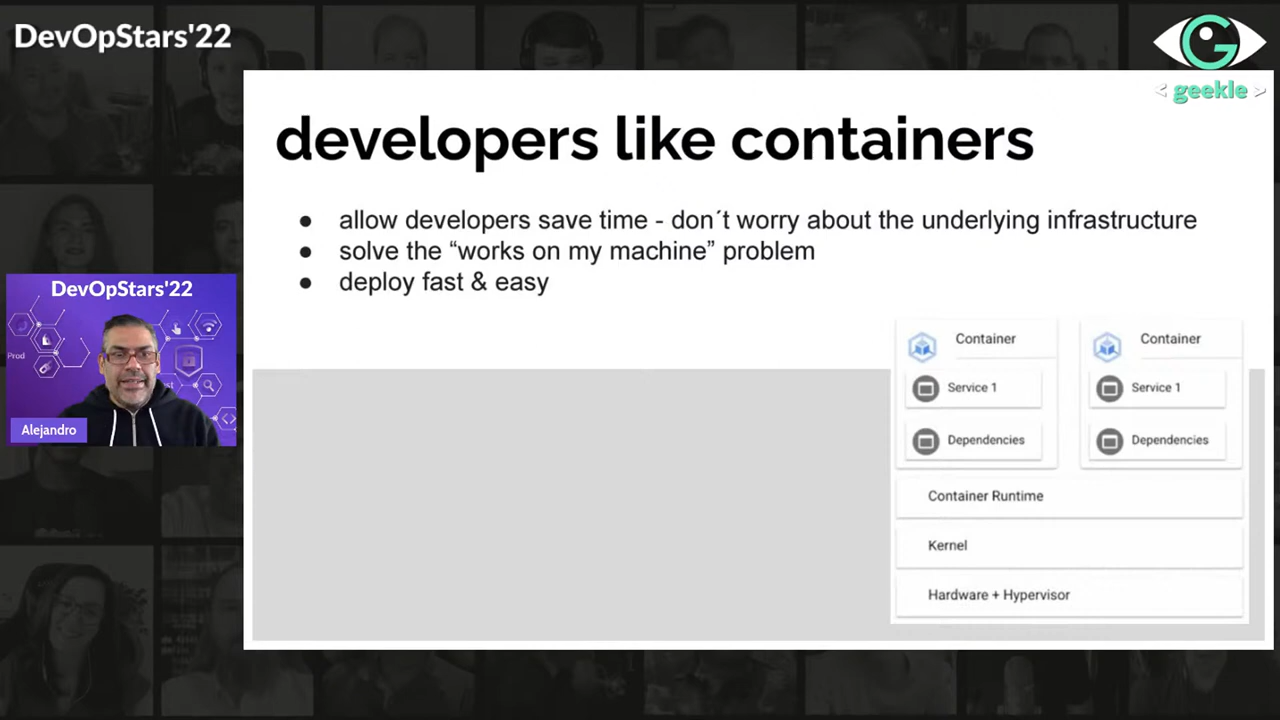 DevOpStars'22
G
< geekle >
developers like containers
● allow developers save time - don´t worry about the underlying infrastructure
● solve the “works on my machine” problem
● deploy fast & easy
DevOpStars'22
Prod
Alejandro
Container
Container
Service 1
Service 1
Dependencies
Dependencies
Container Runtime
Kernel
Hardware + Hypervisor